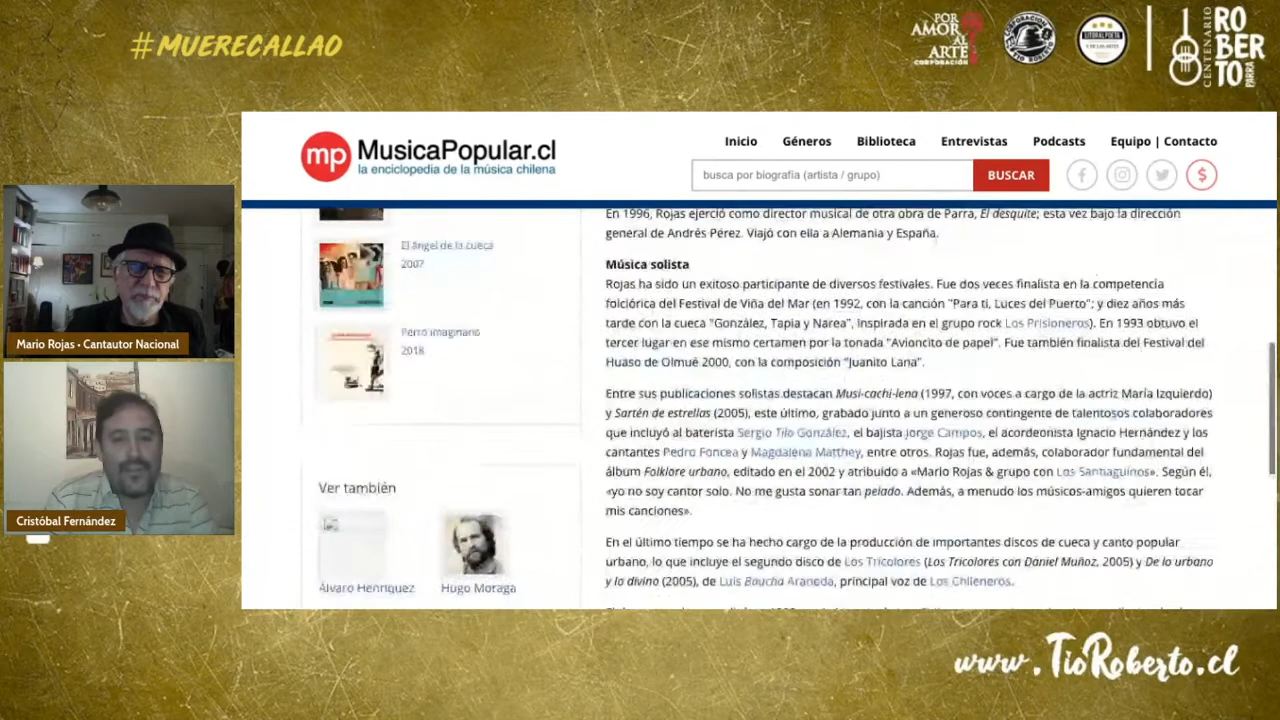 #MUERECALLAO
POR
AMOR
AL
ARTE
CORPORACIÓN
CORPORACIÓN
TÍO ROBERTO
LITORALPOETA
CENTENARIO
ROBERTO
PARRA
mp MusicaPopular.cl
la enciclopedia de la música chilena
Inicio Géneros Biblioteca Entrevistas Podcasts Equipo | Contacto
busca por biografía (artista / grupo) BUSCAR
El ángel de la cueca
2007
Perro imaginario
2018
Ver también
Álvaro Henríquez Hugo Moraga
En 1996, Rojas ejerció como director musical de otra obra de Parra, El desquite; esta vez bajo la dirección
general de Andrés Pérez. Viajó con ella a Alemania y España.
Música solista
Rojas ha sido un exitoso participante de diversos festivales. Fue dos veces finalista en la competencia
folclórica del Festival de Viña del Mar (en 1992, con la canción "Para ti, Luces del Puerto"; y diez años más
tarde con la cueca "González, Tapia y Narea", inspirada en el grupo rock Los Prisioneros). En 1993 obtuvo el
tercer lugar en ese mismo certamen por la tonada "Avioncito de papel". Fue también finalista del Festival del
Huaso de Olmué 2000, con la composición "Juanito Lana".
Entre sus publicaciones solistas destacan Musi-cachi-lena (1997, con voces a cargo de la actriz María Izquierdo)
y Sartén de estrellas (2005), este último, grabado junto a un generoso contingente de talentosos colaboradores
que incluyó al baterista Sergio Tilo González, el bajista Jorge Campos, el acordeonista Ignacio Hernández y los
cantantes Pedro Foncea y Magdalena Matthey, entre otros. Rojas fue, además, colaborador fundamental del
álbum Folklore urbano, editado en el 2002 y atribuido a «Mario Rojas & grupo con Los Santiaguinos». Según él,
«yo no soy cantor solo. No me gusta sonar tan pelado. Además, a menudo los músicos-amigos quieren tocar
mis canciones».
En el último tiempo se ha hecho cargo de la producción de importantes discos de cueca y canto popular
urbano, lo que incluye el segundo disco de Los Tricolores (Los Tricolores con Daniel Muñoz, 2005) y De lo urbano
y lo divino (2005), de Luis Baucha Araneda, principal voz de Los Chileneros.
Mario Rojas • Cantautor Nacional
Cristóbal Fernández
www.TioRoberto.cl